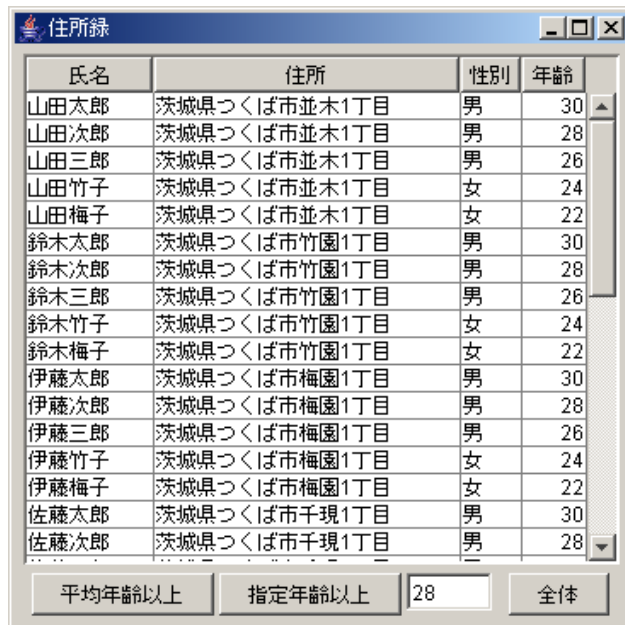 住所録
氏名 住所 性別 年齢
山田太郎 茨城県つくば市並木1丁目 男 30
山田次郎 茨城県つくば市並木1丁目 男 28
山田三郎 茨城県つくば市並木1丁目 男 26
山田竹子 茨城県つくば市並木1丁目 女 24
山田梅子 茨城県つくば市並木1丁目 女 22
鈴木太郎 茨城県つくば市竹園1丁目 男 30
鈴木次郎 茨城県つくば市竹園1丁目 男 28
鈴木三郎 茨城県つくば市竹園1丁目 男 26
鈴木竹子 茨城県つくば市竹園1丁目 女 24
鈴木梅子 茨城県つくば市竹園1丁目 女 22
伊藤太郎 茨城県つくば市梅園1丁目 男 30
伊藤次郎 茨城県つくば市梅園1丁目 男 28
伊藤三郎 茨城県つくば市梅園1丁目 男 26
伊藤竹子 茨城県つくば市梅園1丁目 女 24
伊藤梅子 茨城県つくば市梅園1丁目 女 22
佐藤太郎 茨城県つくば市千現1丁目 男 30
佐藤次郎 茨城県つくば市千現1丁目 男 28
平均年齢以上 指定年齢以上 28 全体